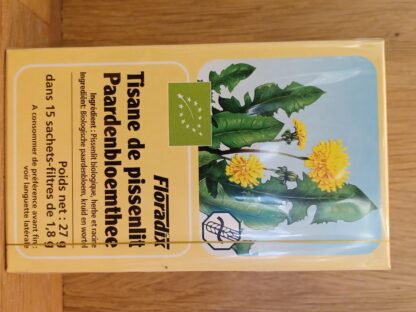 Floradix
Tisane de pissenlit
Paardenbloemthee
Ingrédient : Pissenlit biologique, herbe et racine
Ingrediënt: Biologische paardenbloem, kruid en wortel
Poids net : 27 g
dans 15 sachets-filtres de 1,8 g
A consommer de préférence avant fin :
voir languette latérale